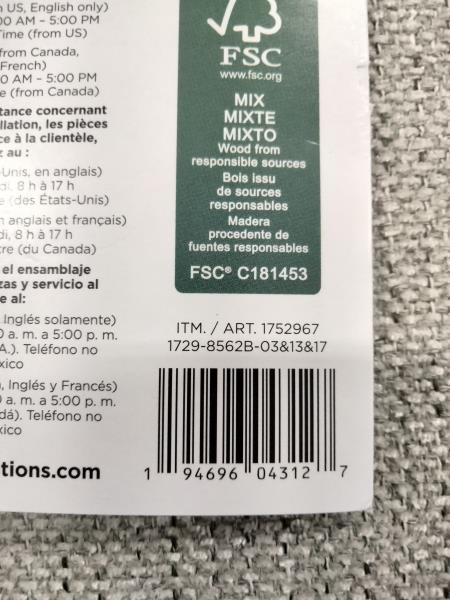 US, English only)
AM – 5:00 PM
Time (from US)
from Canada,
French)
0 AM – 5:00 PM
e (from Canada)
tance concernant
llation, les pièces
ce à la clientèle,
z au :
-Unis, en anglais)
di, 8 h à 17 h
e (des États-Unis)
n anglais et français)
di, 8 h à 17 h
tre (du Canada)
el ensamblaje
zas y servicio al
e al:
Inglés solamente)
0 a. m. a 5:00 p. m.
A.). Teléfono no
xico
a, Inglés y Francés)
0 a. m. a 5:00 p. m.
dá). Teléfono no
xico
tions.com
FSC
www.fsc.org
MIX
MIXTE
MIXTO
Wood from
responsible sources
Bois issu
de sources
responsables
Madera
procedente de
fuentes responsables
FSC® C181453
ITM. / ART. 1752967
1729-8562B-03&13&17
1 94696 04312 7